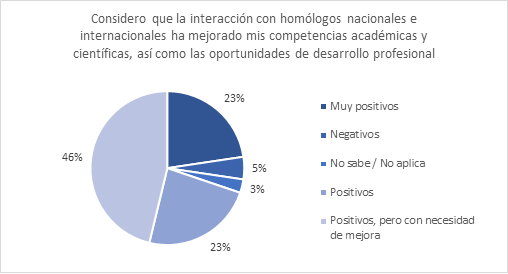 Considero que la interacción con homólogos nacionales e
internacionales ha mejorado mis competencias académicas y
científicas, así como las oportunidades de desarrollo profesional
23%
5%
3%
23%
46%
Muy positivos
Negativos
No sabe / No aplica
Positivos
Positivos, pero con necesidad
de mejora